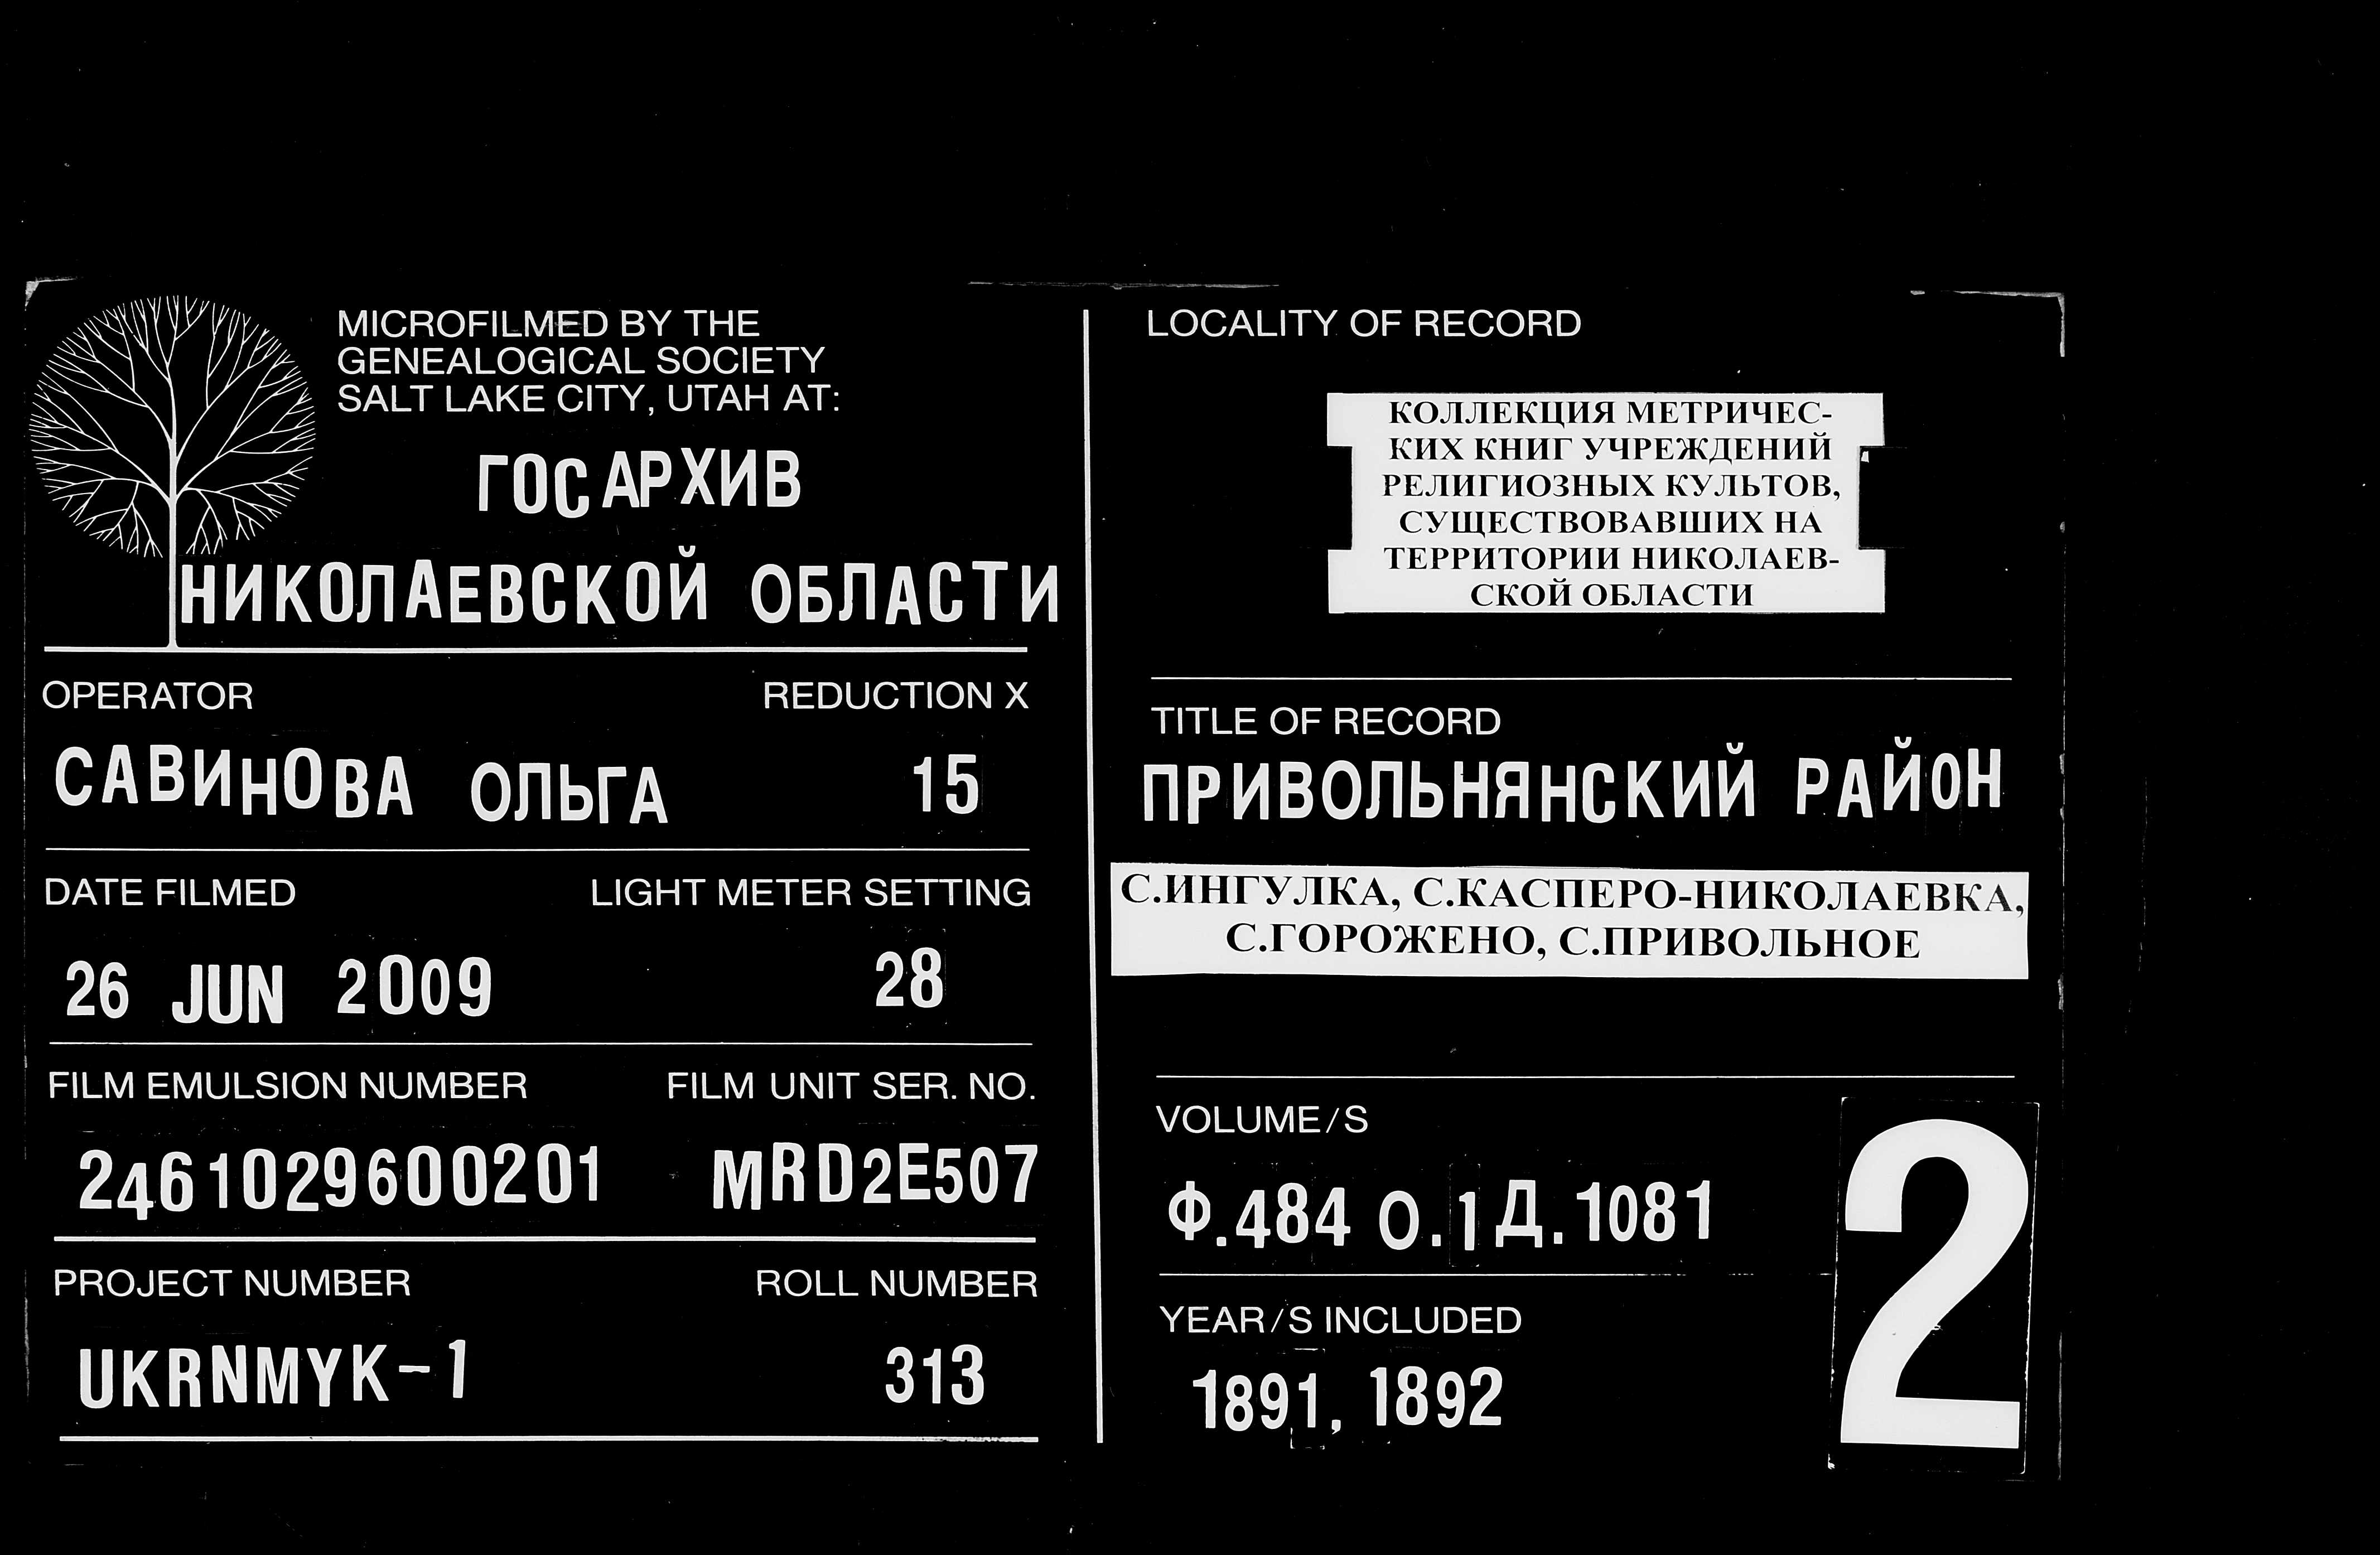 MICROFILMED BY THE
GENEALOGICAL SOCIETY
SALT LAKE CITY, UTAH AT:
ГОСАРХИВ
НИКОЛАЕВСКОЙ ОБЛАСТИ
OPERATOR REDUCTION X
САВИНОВА ОЛЬГА 15
DATE FILMED LIGHT METER SETTING
26 JUN 2009 28
FILM EMULSION NUMBER FILM UNIT SER. NO.
2461029600201 MRD2E507
PROJECT NUMBER ROLL NUMBER
UKRNMYK-1 313
LOCALITY OF RECORD
КОЛЛЕКЦИЯ МЕТРИЧЕС-
КИХ КНИГ УЧРЕЖДЕНИЙ
РЕЛИГИОЗНЫХ КУЛЬТОВ,
СУЩЕСТВОВАВШИХ НА
ТЕРРИТОРИИ НИКОЛАЕВ-
СКОЙ ОБЛАСТИ
TITLE OF RECORD
ПРИВОЛЬНЯНСКИЙ РАЙОН
С.ИНГУЛКА, С.КАСПЕРО-НИКОЛАЕВКА,
С.ГОРОЖЕНО, С.ПРИВОЛЬНОЕ
VOLUME/S
Ф.484 О.1 Д.1081
YEAR/S INCLUDED
1891, 1892
2